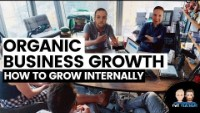 ORGANIC
BUSINESS GROWTH
HOW TO GROW INTERNALLY